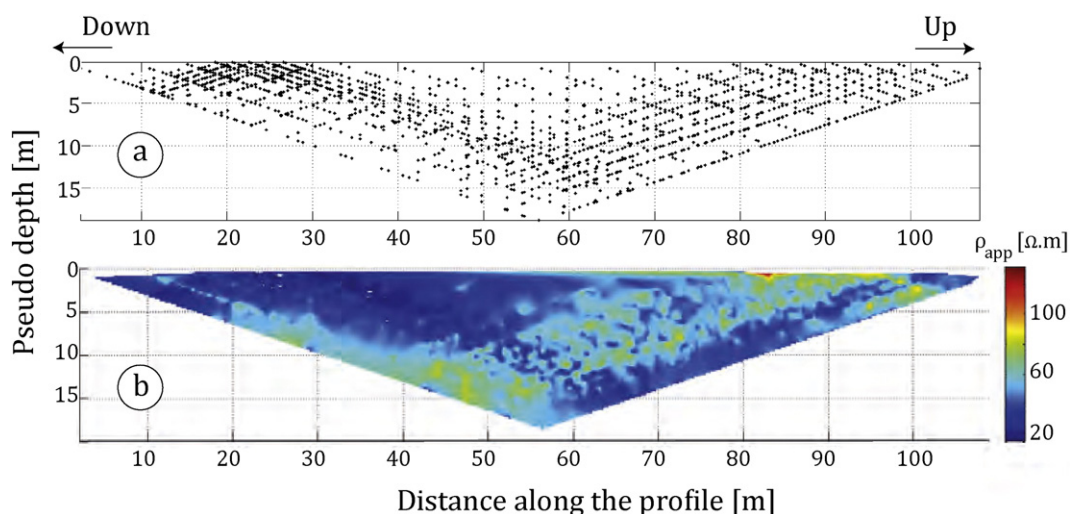 Down Up
0
5
10
15
a
10 20 30 40 50 60 70 80 90 100
Pseudo depth [m]
ρapp [Ω.m]
0
5
10
15
b
100
60
20
10 20 30 40 50 60 70 80 90 100
Distance along the profile [m]